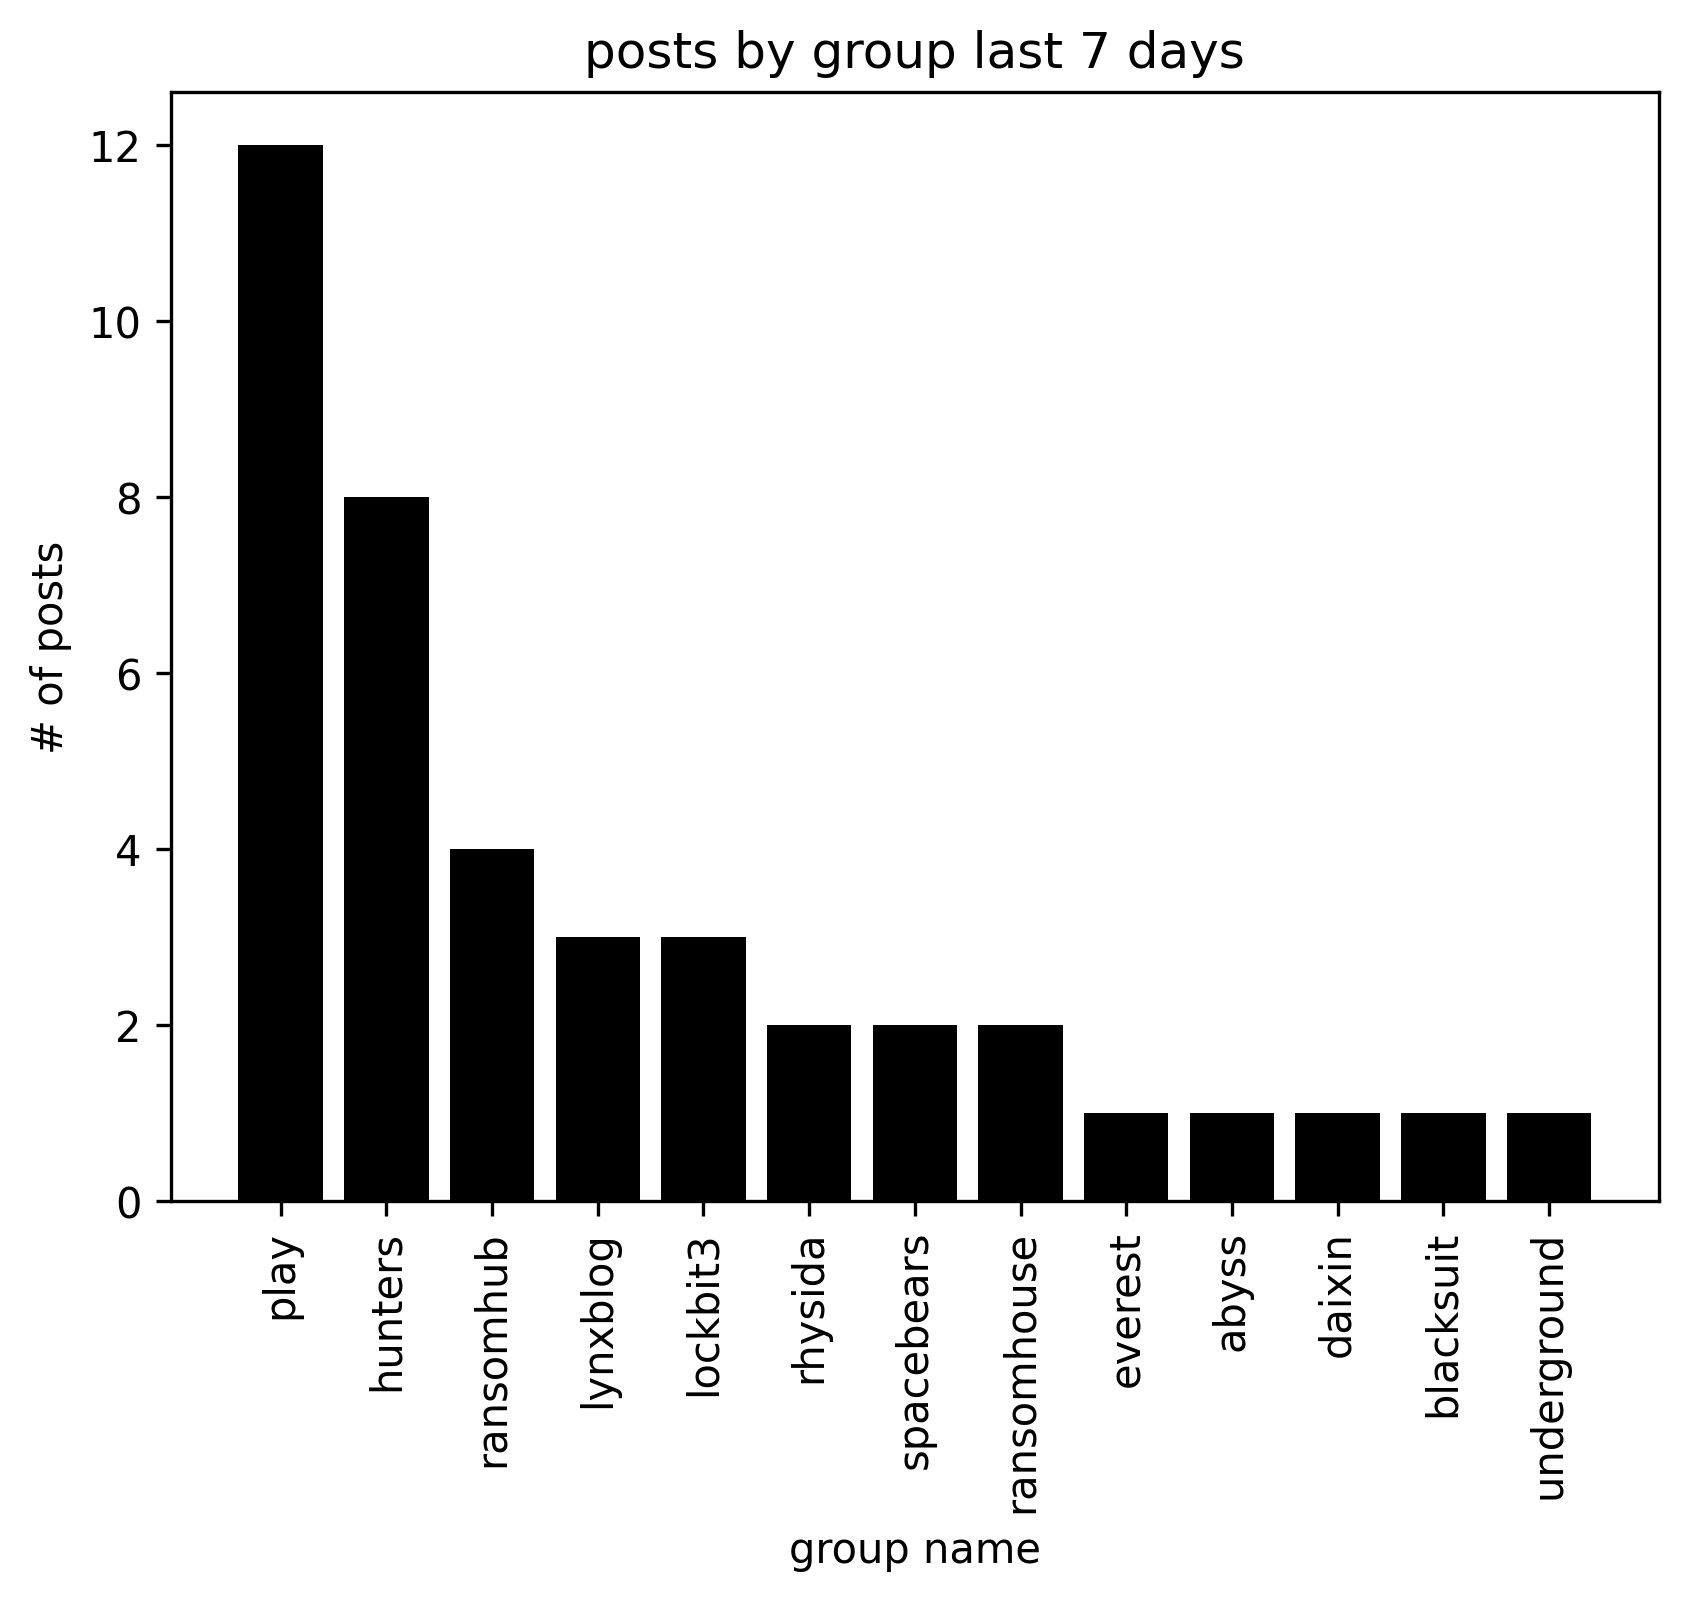 posts by group last 7 days
12
10
8
6
4
2
0
# of posts
play
hunters
ransomhub
lynxblog
lockbit3
rhysida
spacebears
ransomhouse
everest
abyss
daixin
blacksuit
underground
group name